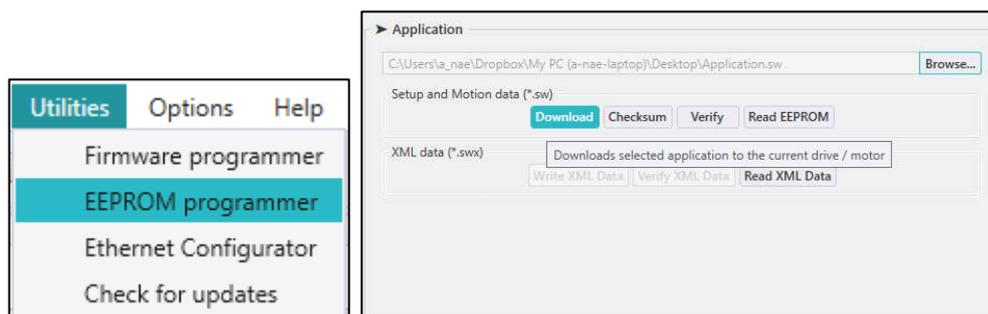 Utilities Options Help
Firmware programmer
EEPROM programmer
Ethernet Configurator
Check for updates
➤ Application
C:\Users\a_nae\Dropbox\My PC (a-nae-laptop)\Desktop\Application.sw Browse...
Setup and Motion data (*.sw)
Download Checksum Verify Read EEPROM
XML data (*.swx)
Downloads selected application to the current drive / motor
Write XML Data Verify XML Data Read XML Data